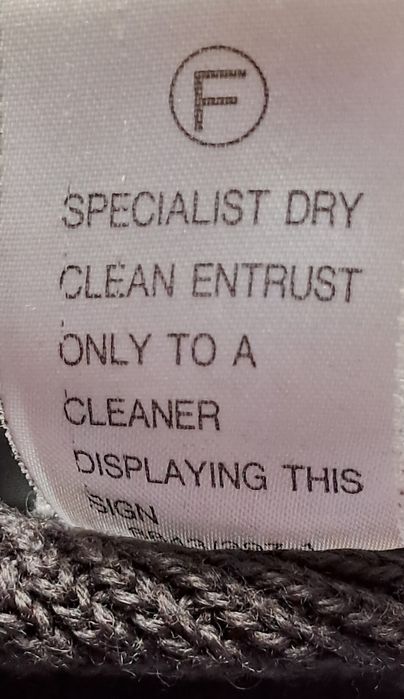 F
SPECIALIST DRY
CLEAN ENTRUST
ONLY TO A
CLEANER
DISPLAYING THIS
SIGN